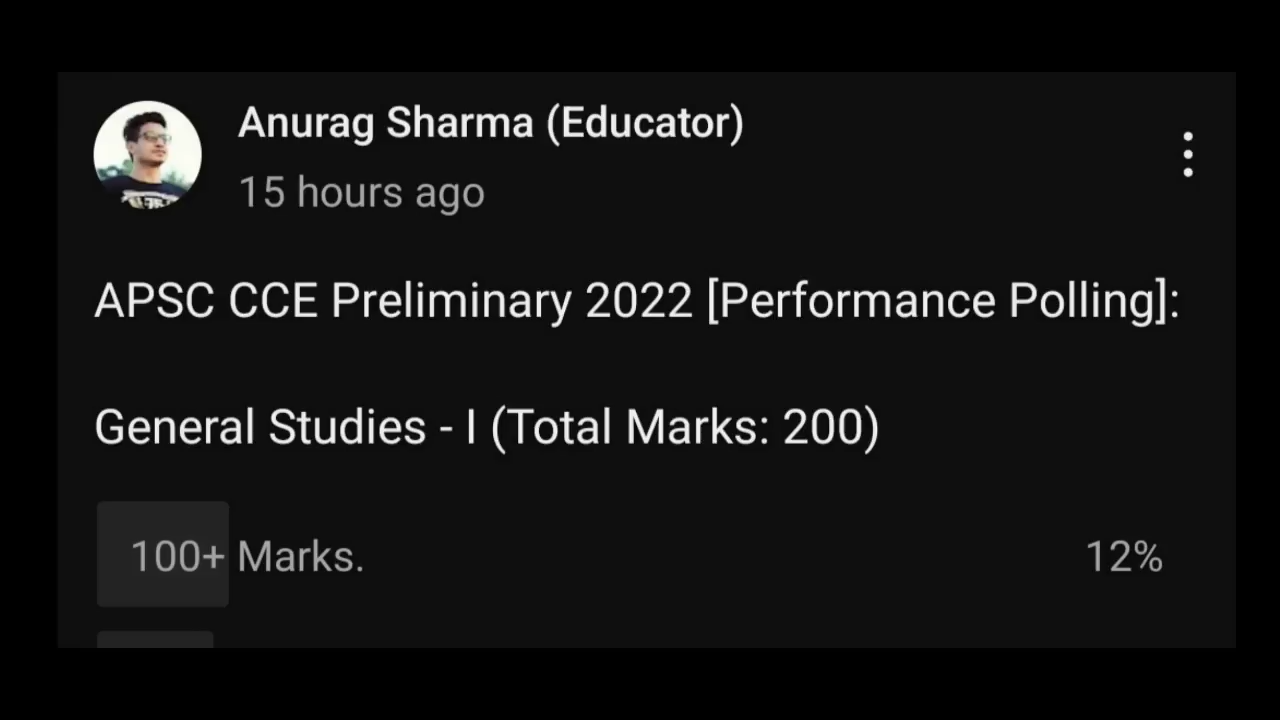 Anurag Sharma (Educator)
15 hours ago
APSC CCE Preliminary 2022 [Performance Polling]:
General Studies - I (Total Marks: 200)
100+ Marks. 12%